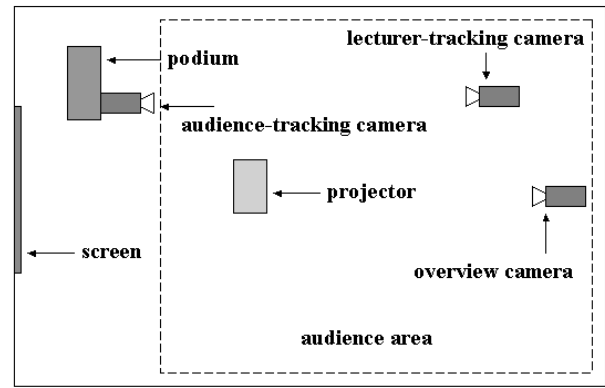 lecturer-tracking camera
podium
audience-tracking camera
projector
screen
overview camera
audience area